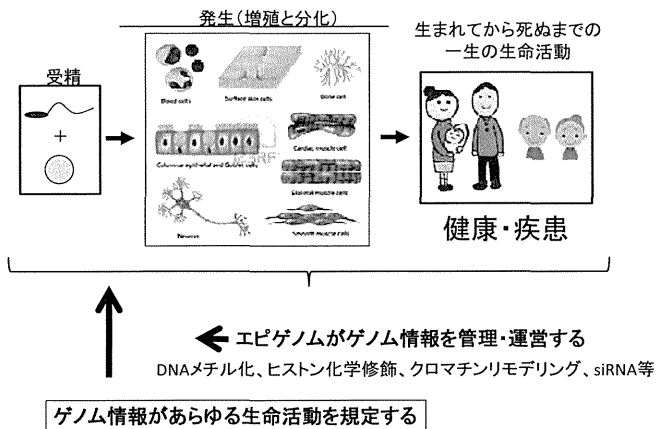 発生(増殖と分化)
生まれてから死ぬまでの
一生の生命活動
受精
+
Blood cells
Surface skin cells
Bone cell
Columnar epithelial and Goblet cells
Cardiac muscle cell
Skeletal muscle cells
Neuron
Smooth muscle cells
健康・疾患
エピゲノムがゲノム情報を管理・運営する
DNAメチル化、ヒストン化学修飾、クロマチンリモデリング、siRNA等
ゲノム情報があらゆる生命活動を規定する